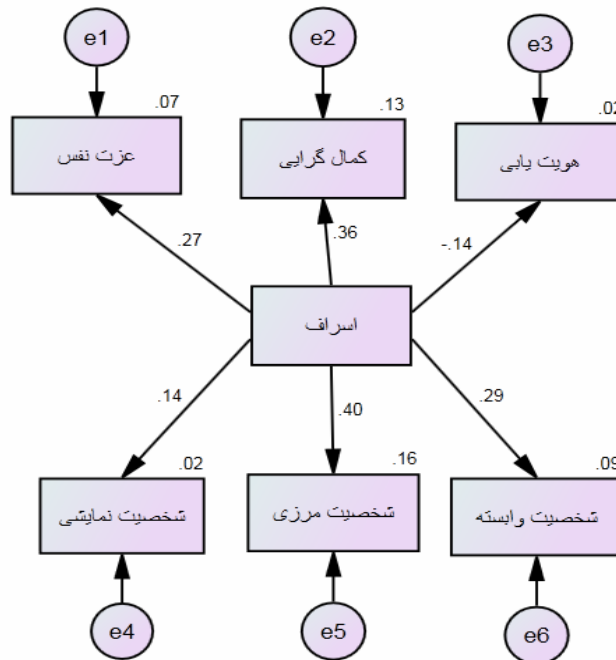 e1
e2
e3
.07
.13
.02
عزت نفس
کمال گرایی
هویت یابی
.27
.36
-.14
اسراف
.14
.40
.29
.02
.16
.09
شخصیت نمایشی
شخصیت مرزی
شخصیت وابسته
e4
e5
e6